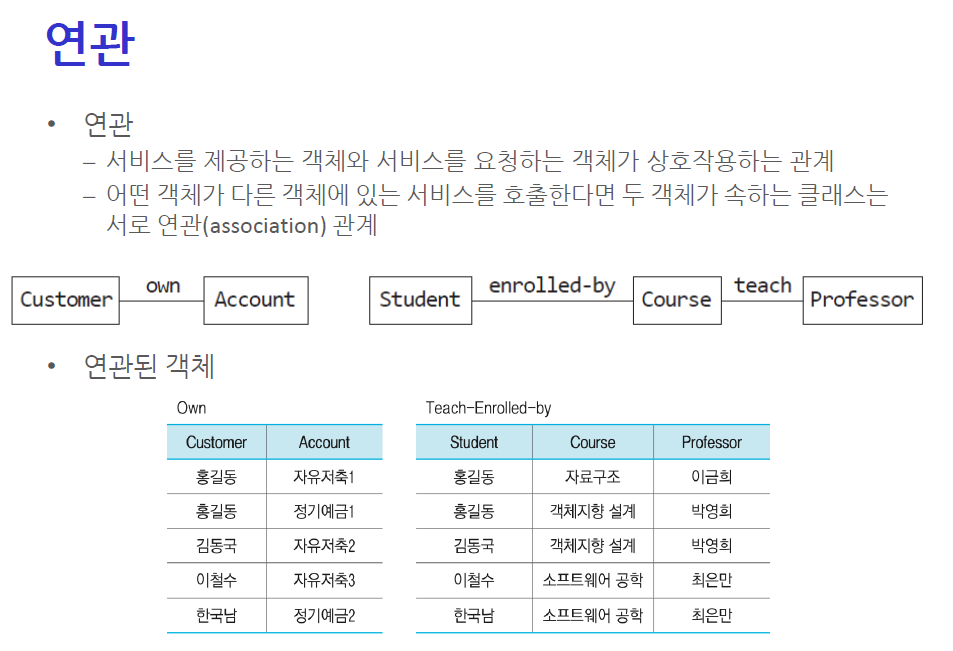 연관
• 연관
– 서비스를 제공하는 객체와 서비스를 요청하는 객체가 상호작용하는 관계
– 어떤 객체가 다른 객체에 있는 서비스를 호출한다면 두 객체가 속하는 클래스는
서로 연관(association) 관계
Customer own Account Student enrolled-by Course teach Professor
• 연관된 객체
Own
Customer Account
홍길동 자유저축1
홍길동 정기예금1
김동국 자유저축2
이철수 자유저축3
한국남 정기예금2
Teach-Enrolled-by
Student Course Professor
홍길동 자료구조 이금희
홍길동 객체지향 설계 박영희
김동국 객체지향 설계 박영희
이철수 소프트웨어 공학 최은만
한국남 소프트웨어 공학 최은만